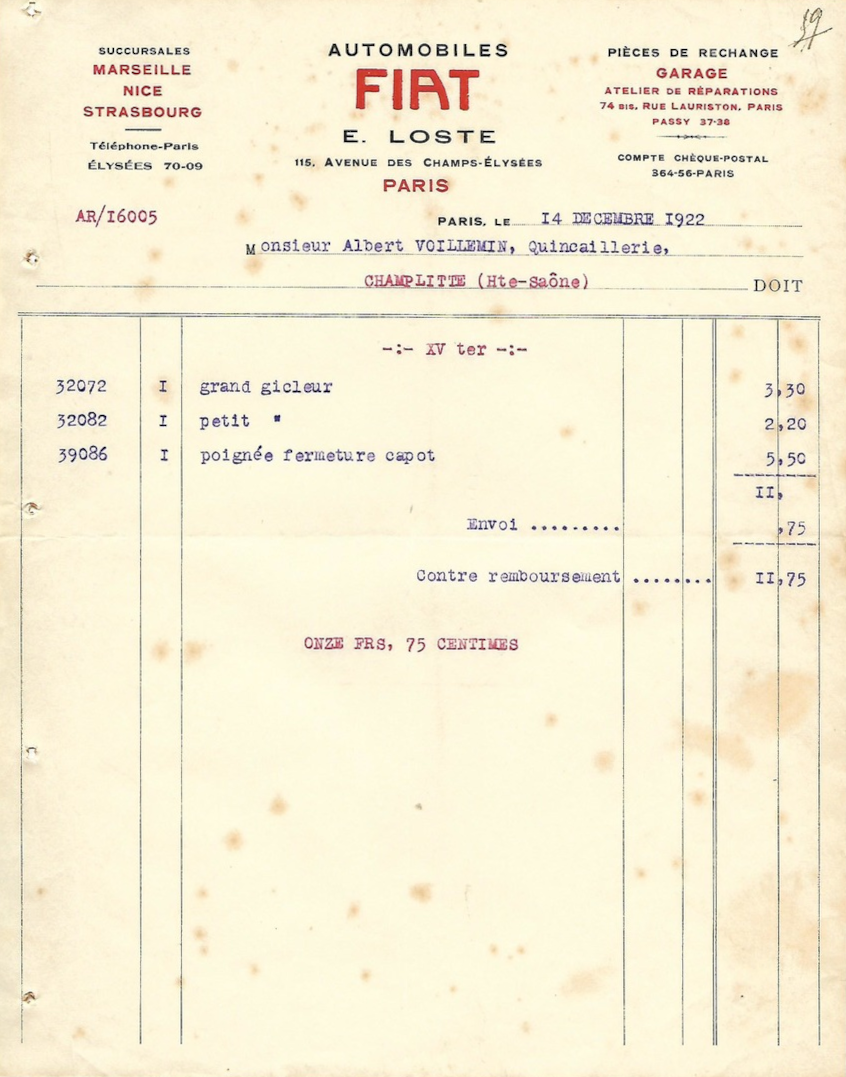 SUCCURSALES
MARSEILLE
NICE
STRASBOURG
Téléphone-Paris
ÉLYSÉES 70-09
AUTOMOBILES
FIAT
E. LOSTE
115, AVENUE DES CHAMPS-ÉLYSÉES
PARIS
PIÈCES DE RECHANGE
GARAGE
ATELIER DE RÉPARATIONS
74 BIS, RUE LAURISTON, PARIS
PASSY 37-38
COMPTE CHÈQUE-POSTAL
364-56-PARIS
AR/I6005
PARIS, LE I4 DECEMBRE I922
Monsieur Albert VOILLEMIN, Quincaillerie,
CHAMPLITTE (Hte-Saône) DOIT
-:- XV ter -:-
32072 I grand gicleur 3,30
32082 I petit " 2,20
39086 I poignée fermeture capot 5,50
II,
Envoi ......... ,75
Contre remboursement ........ II,75
ONZE FRS, 75 CENTIMES